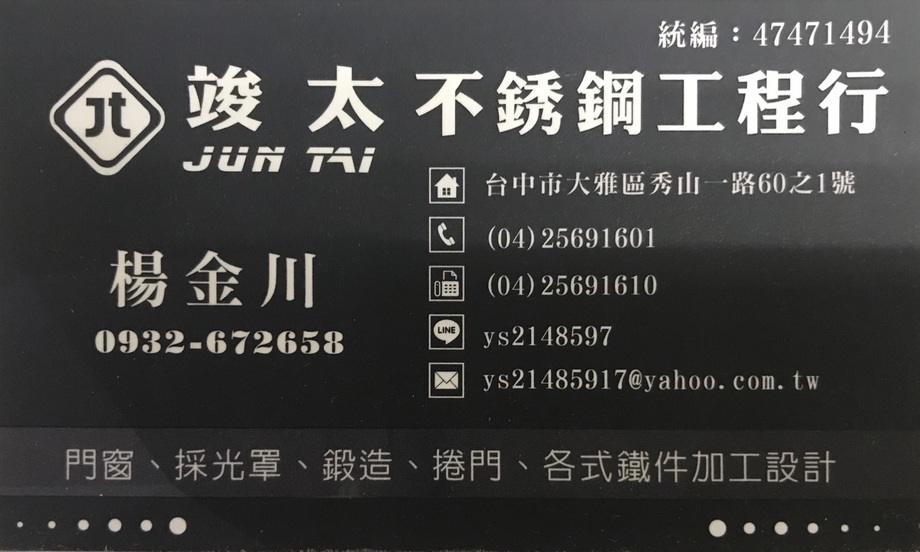 統編：47471494
Jt
竣太不銹鋼工程行
JUN TAI
台中市大雅區秀山一路60之1號
(04)25691601
(04)25691610
楊金川
0932-672658
LINE
ys2148597
ys21485917@yahoo.com.tw
門窗、採光罩、鍛造、捲門、各式鐵件加工設計